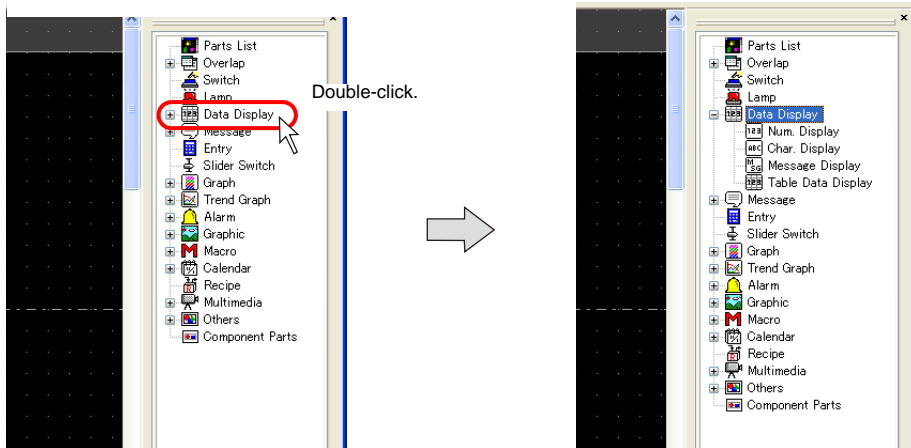 Parts List
Overlap
Switch
Lamp
Data Display
Message
Entry
Slider Switch
Graph
Trend Graph
Alarm
Graphic
Macro
Calendar
Recipe
Multimedia
Others
Component Parts
Double-click.
Parts List
Overlap
Switch
Lamp
Data Display
Num. Display
Char. Display
Message Display
Table Data Display
Message
Entry
Slider Switch
Graph
Trend Graph
Alarm
Graphic
Macro
Calendar
Recipe
Multimedia
Others
Component Parts